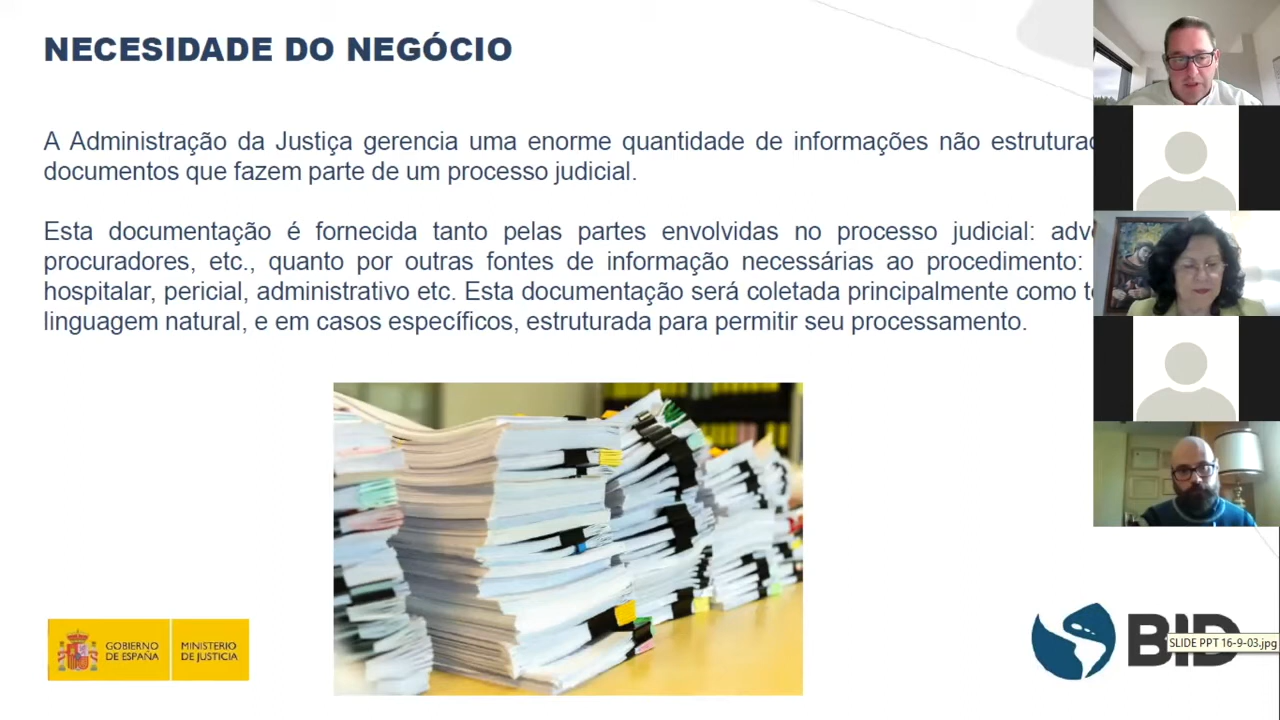 NECESIDADE DO NEGÓCIO
A Administração da Justiça gerencia uma enorme quantidade de informações não
documentos que fazem parte de um processo judicial.
Esta documentação é fornecida tanto pelas partes envolvidas no processo judicial:
procuradores, etc., quanto por outras fontes de informação necessárias ao procedimento:
hospitalar, pericial, administrativo etc. Esta documentação será coletada principalmente como
linguagem natural, e em casos específicos, estruturada para permitir seu processamento.
GOBIERNO
DE ESPAÑA
MINISTERIO
DE JUSTICIA
BID
SLIDE PPT 16-9-03.jpg